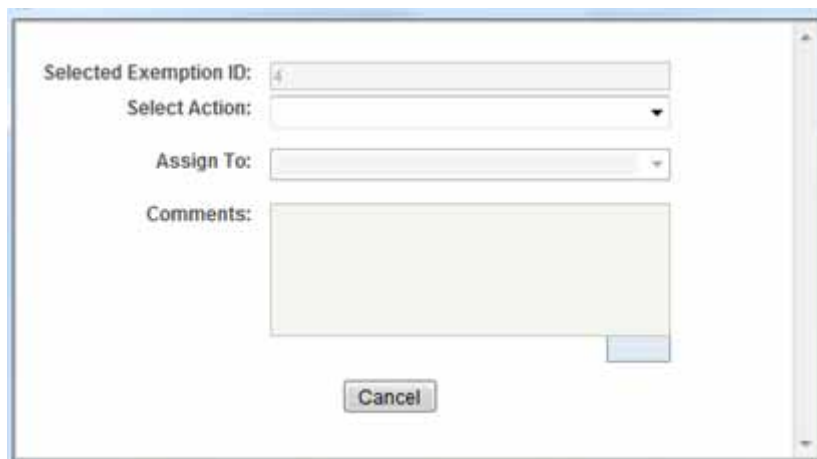 Selected Exemption ID: 4
Select Action:
Assign To:
Comments:
Cancel